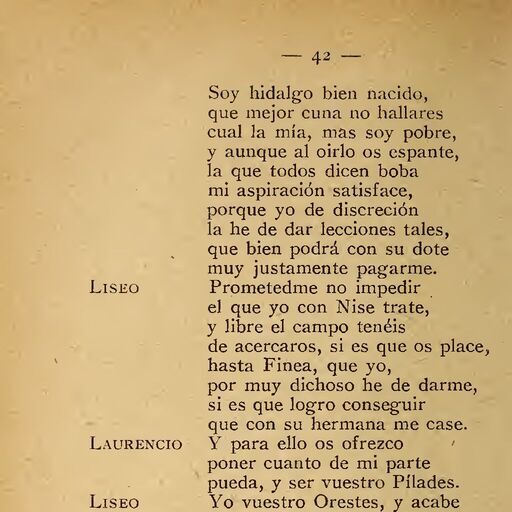 — 42 —
Soy hidalgo bien nacido,
que mejor cuna no hallares
cual la mía, mas soy pobre,
y aunque al oirlo os espante,
la que todos dicen boba
mi aspiración satisface,
porque yo de discreción
la he de dar lecciones tales,
que bien podrá con su dote
muy justamente pagarme.
LISEO Prometedme no impedir
el que yo con Nise trate,
y libre el campo tenéis
de acercaros, si es que os place,
hasta Finea, que yo,
por muy dichoso he de darme,
si es que logro conseguir
que con su hermana me case.
LAURENCIO Y para ello os ofrezco
poner cuanto de mi parte
pueda, y ser vuestro Pílades.
LISEO Yo vuestro Orestes, y acabe